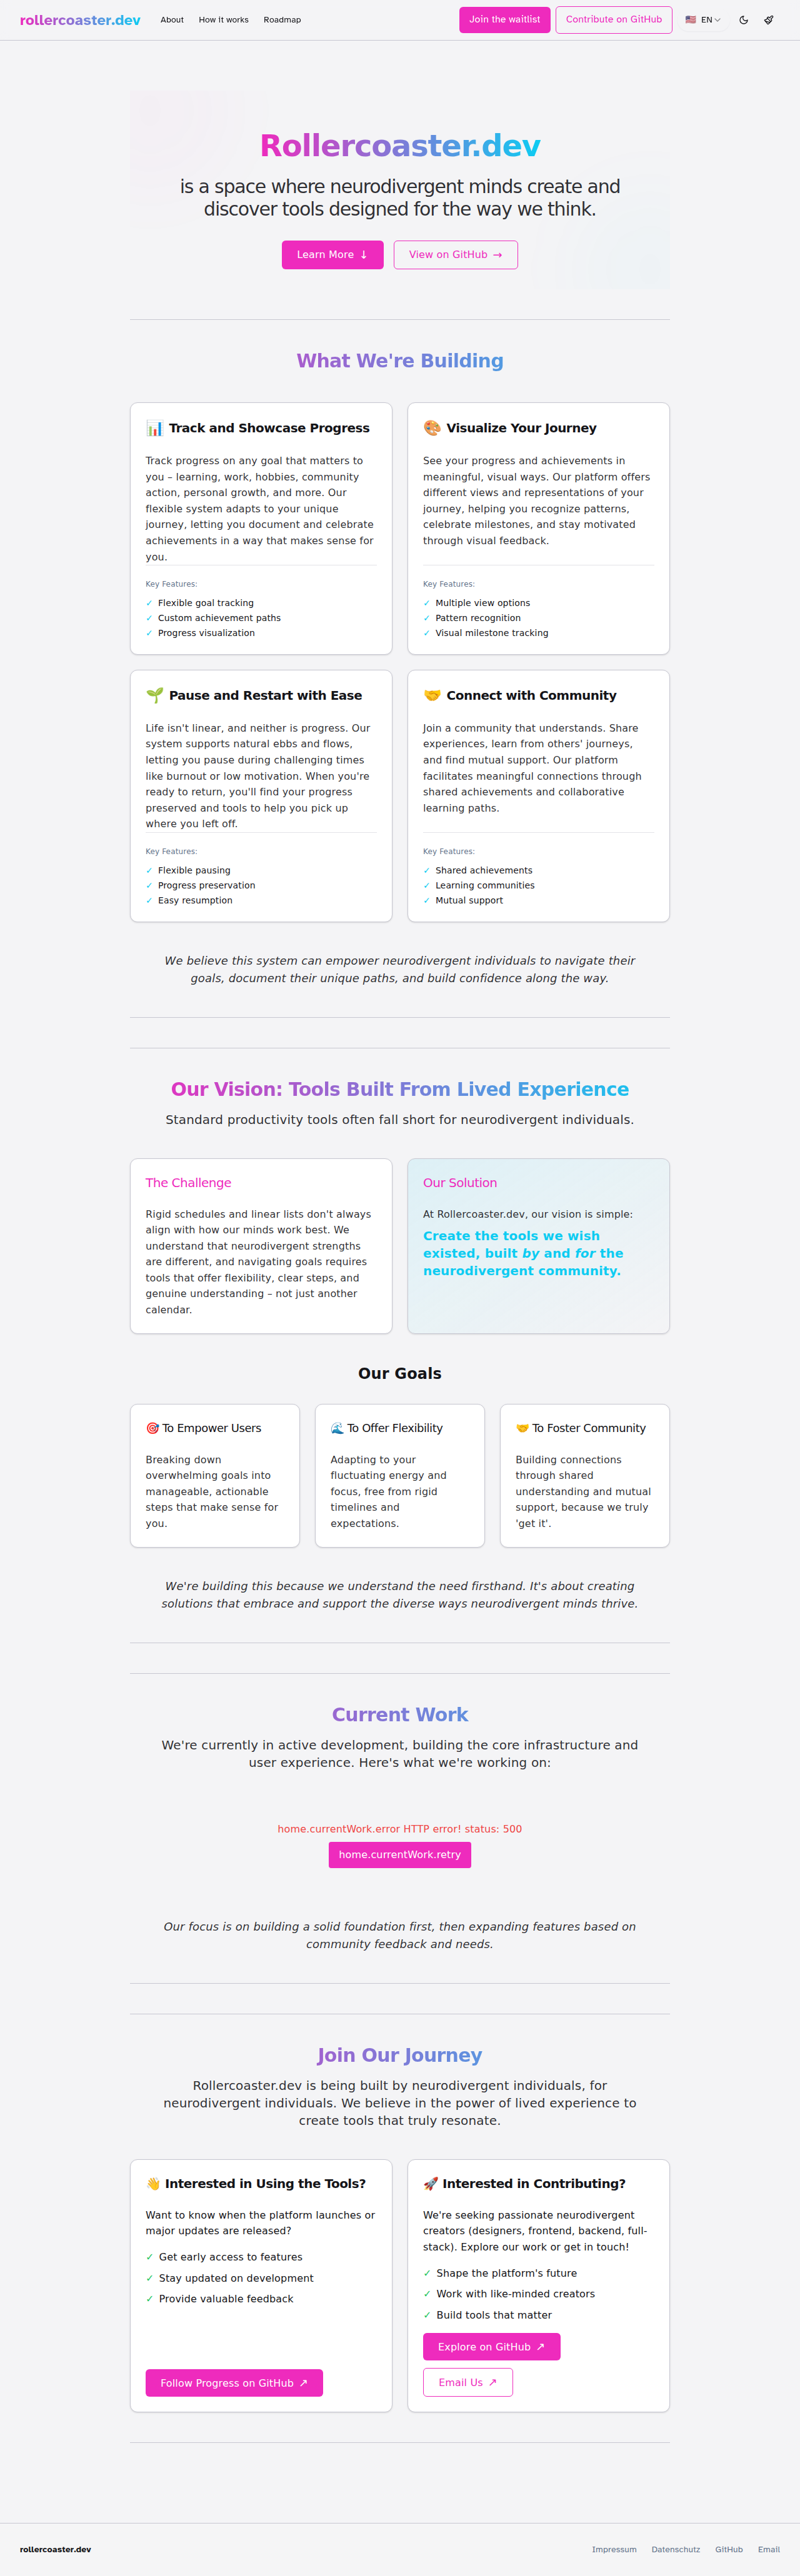 rollercoaster.dev
About
How It works
Roadmap
Join the waitlist
Contribute on GitHub
EN
Rollercoaster.dev
is a space where neurodivergent minds create and
discover tools designed for the way we think.
Learn More ↓
View on GitHub →
What We're Building
📊 Track and Showcase Progress
Track progress on any goal that matters to
you – learning, work, hobbies, community
action, personal growth, and more. Our
flexible system adapts to your unique
journey, letting you document and celebrate
achievements in a way that makes sense for
you.
Key Features:
✓ Flexible goal tracking
✓ Custom achievement paths
✓ Progress visualization
🎨 Visualize Your Journey
See your progress and achievements in
meaningful, visual ways. Our platform offers
different views and representations of your
journey, helping you recognize patterns,
celebrate milestones, and stay motivated
through visual feedback.
Key Features:
✓ Multiple view options
✓ Pattern recognition
✓ Visual milestone tracking
🌱 Pause and Restart with Ease
Life isn't linear, and neither is progress. Our
system supports natural ebbs and flows,
letting you pause during challenging times
like burnout or low motivation. When you're
ready to return, you'll find your progress
preserved and tools to help you pick up
where you left off.
Key Features:
✓ Flexible pausing
✓ Progress preservation
✓ Easy resumption
🤝 Connect with Community
Join a community that understands. Share
experiences, learn from others' journeys,
and find mutual support. Our platform
facilitates meaningful connections through
shared achievements and collaborative
learning paths.
Key Features:
✓ Shared achievements
✓ Learning communities
✓ Mutual support
We believe this system can empower neurodivergent individuals to navigate their
goals, document their unique paths, and build confidence along the way.
Our Vision: Tools Built From Lived Experience
Standard productivity tools often fall short for neurodivergent individuals.
The Challenge
Rigid schedules and linear lists don't always
align with how our minds work best. We
understand that neurodivergent strengths
are different, and navigating goals requires
tools that offer flexibility, clear steps, and
genuine understanding – not just another
calendar.
Our Solution
At Rollercoaster.dev, our vision is simple:
Create the tools we wish
existed, built by and for the
neurodivergent community.
Our Goals
🎯 To Empower Users
Breaking down
overwhelming goals into
manageable, actionable
steps that make sense for
you.
🌊 To Offer Flexibility
Adapting to your
fluctuating energy and
focus, free from rigid
timelines and
expectations.
🤝 To Foster Community
Building connections
through shared
understanding and mutual
support, because we truly
'get it'.
We're building this because we understand the need firsthand. It's about creating
solutions that embrace and support the diverse ways neurodivergent minds thrive.
Current Work
We're currently in active development, building the core infrastructure and
user experience. Here's what we're working on:
home.currentWork.error HTTP error! status: 500
home.currentWork.retry
Our focus is on building a solid foundation first, then expanding features based on
community feedback and needs.
Join Our Journey
Rollercoaster.dev is being built by neurodivergent individuals, for
neurodivergent individuals. We believe in the power of lived experience to
create tools that truly resonate.
👋 Interested in Using the Tools?
Want to know when the platform launches or
major updates are released?
✓ Get early access to features
✓ Stay updated on development
✓ Provide valuable feedback
Follow Progress on GitHub ↗
🚀 Interested in Contributing?
We're seeking passionate neurodivergent
creators (designers, frontend, backend, full-
stack). Explore our work or get in touch!
✓ Shape the platform's future
✓ Work with like-minded creators
✓ Build tools that matter
Explore on GitHub ↗
Email Us ↗
rollercoaster.dev
Impressum
Datenschutz
GitHub
Email